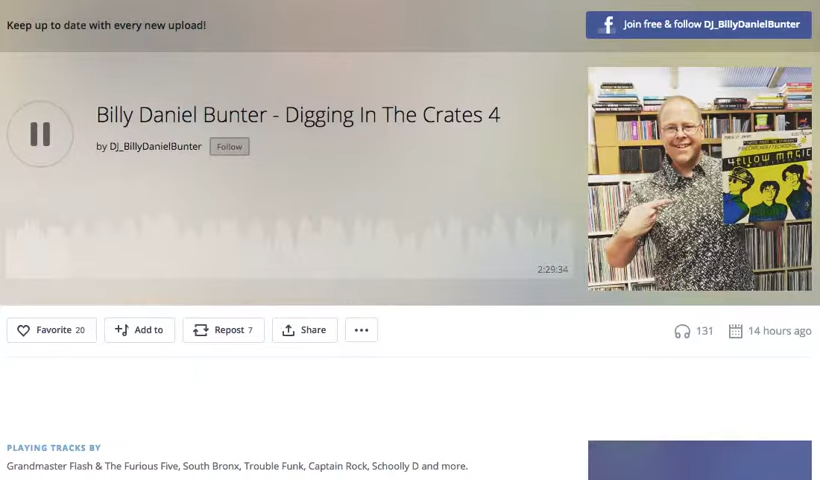 Keep up to date with every new upload!
Join free & follow DJ_BillyDanielBunter
Billy Daniel Bunter - Digging In The Crates 4
by DJ_BillyDanielBunter Follow
YELLOW MAGIC
2:29:34
Favorite 20 Add to Repost 7 Share
131 14 hours ago
PLAYING TRACKS BY
Grandmaster Flash & The Furious Five, South Bronx, Trouble Funk, Captain Rock, Schoolly D and more.